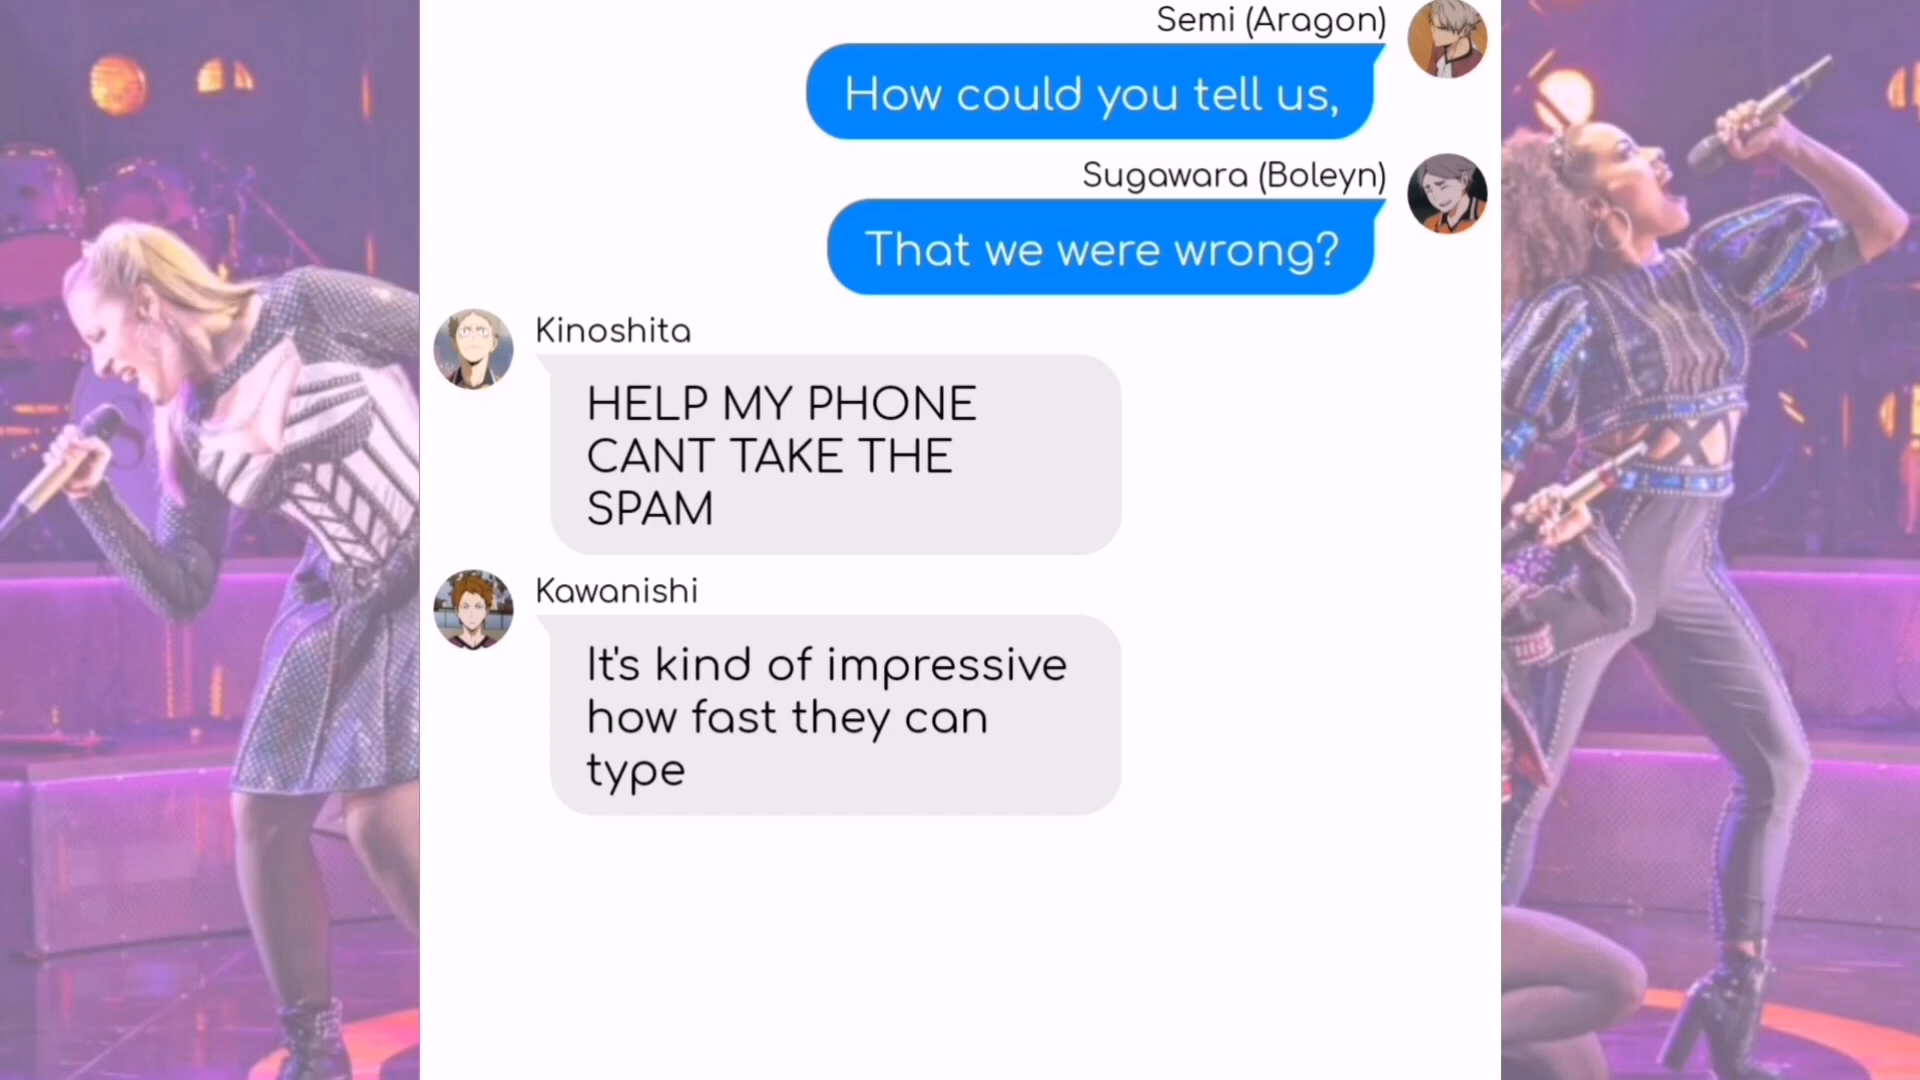 Semi (Aragon)
How could you tell us,
Sugawara (Boleyn)
That we were wrong?
Kinoshita
HELP MY PHONE
CANT TAKE THE
SPAM
Kawanishi
It's kind of impressive
how fast they can
type